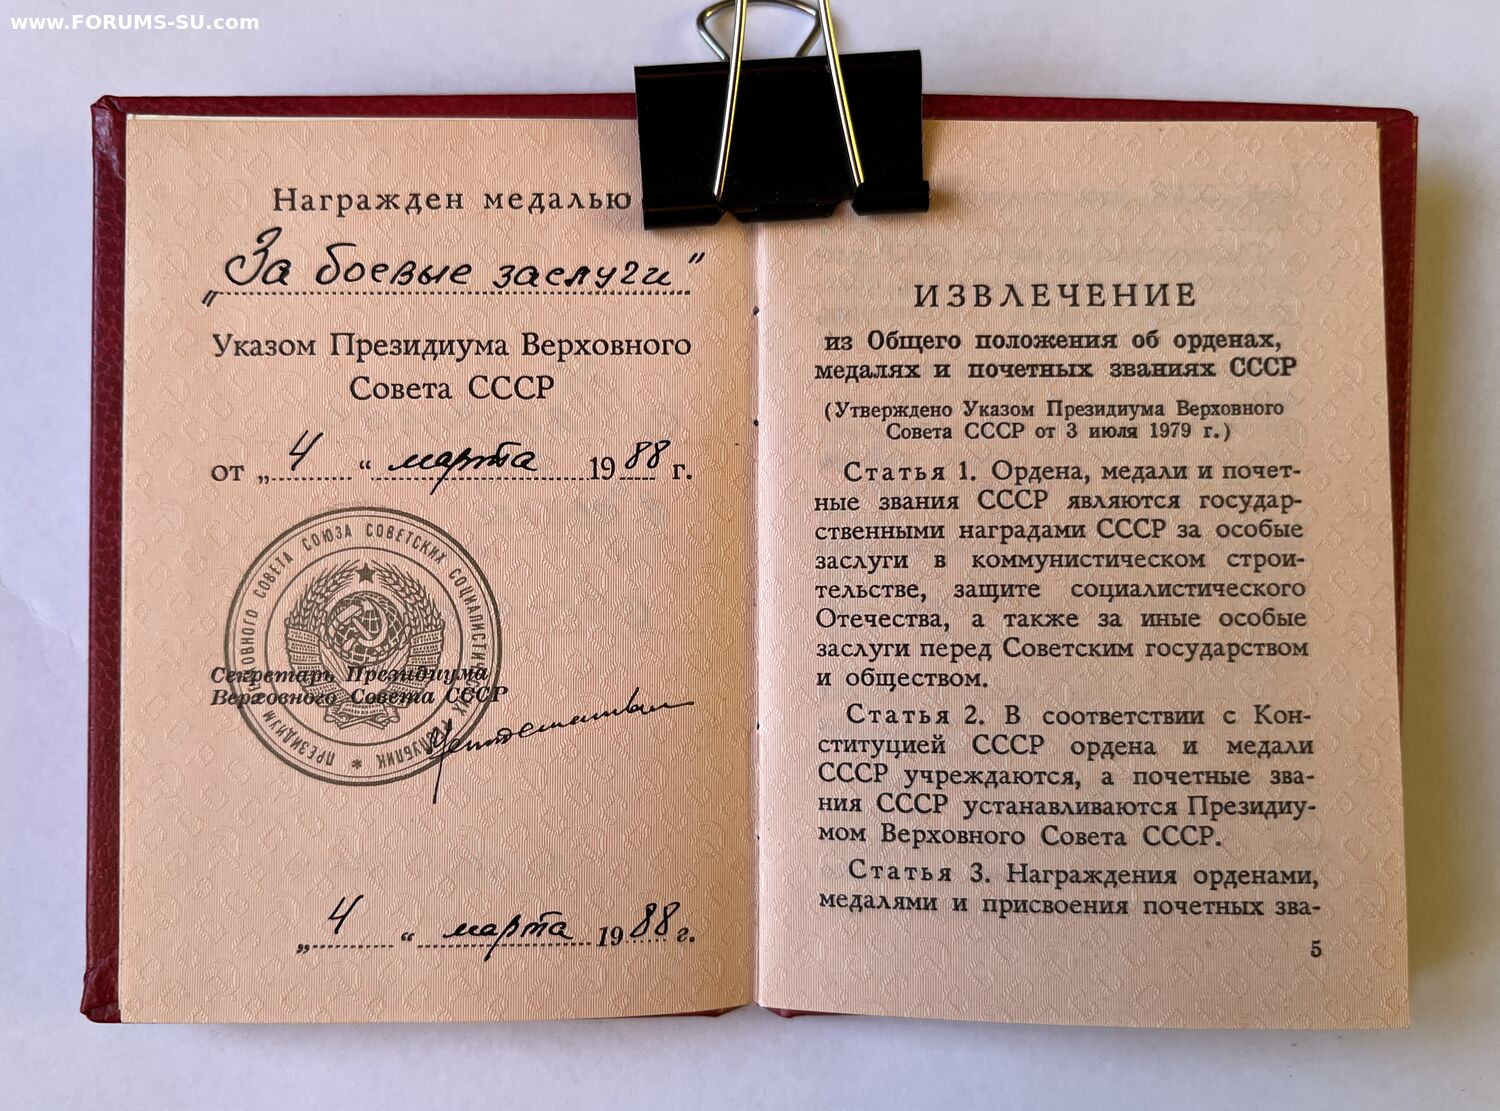 www.FORUMS-SU.com
Награжден медалью
„За боевые заслуги"
Указом Президиума Верховного
Совета СССР
от „ 4 “ марта 1988 г.
ПРЕЗИДИУМ ВЕРХОВНОГО СОВЕТА СОЮЗА СОВЕТСКИХ СОЦИАЛИСТИЧЕСКИХ РЕСПУБЛИК *
Секретарь Президиума
Верховного Совета СССР
„ 4 “ марта 1988 г.
ИЗВЛЕЧЕНИЕ
из Общего положения об орденах,
медалях и почетных званиях СССР
(Утверждено Указом Президиума Верховного
Совета СССР от 3 июля 1979 г.)
Статья 1. Ордена, медали и почет-
ные звания СССР являются государ-
ственными наградами СССР за особые
заслуги в коммунистическом строи-
тельстве, защите социалистического
Отечества, а также за иные особые
заслуги перед Советским государством
и обществом.
Статья 2. В соответствии с Кон-
ституцией СССР ордена и медали
СССР учреждаются, а почетные зва-
ния СССР устанавливаются Президиу-
мом Верховного Совета СССР.
Статья 3. Награждения орденами,
медалями и присвоения почетных зва-
5